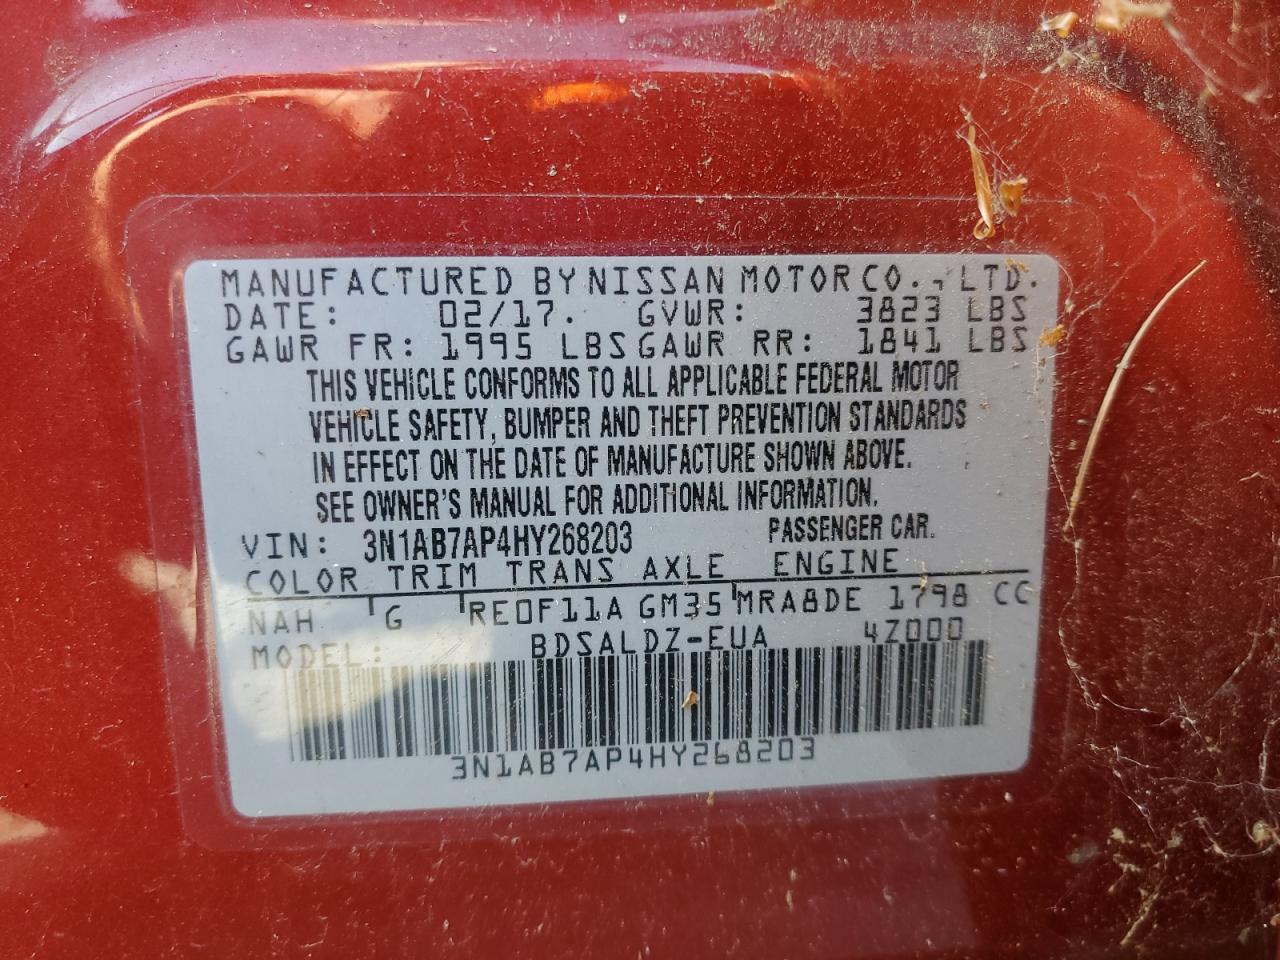 MANUFACTURED BY NISSAN MOTOR CO., LTD.
DATE: 02/17. GVWR: 3823 LBS
GAWR FR: 1995 LBS GAWR RR: 1841 LBS
THIS VEHICLE CONFORMS TO ALL APPLICABLE FEDERAL MOTOR
VEHICLE SAFETY, BUMPER AND THEFT PREVENTION STANDARDS
IN EFFECT ON THE DATE OF MANUFACTURE SHOWN ABOVE.
SEE OWNER'S MANUAL FOR ADDITIONAL INFORMATION.
VIN: 3N1AB7AP4HY268203 PASSENGER CAR.
COLOR TRIM TRANS AXLE ENGINE
NAH G RE0F11A GM35 MRA8DE 1798 CC
MODEL: BDSALDZ-EUA 4Z000
3N1AB7AP4HY268203